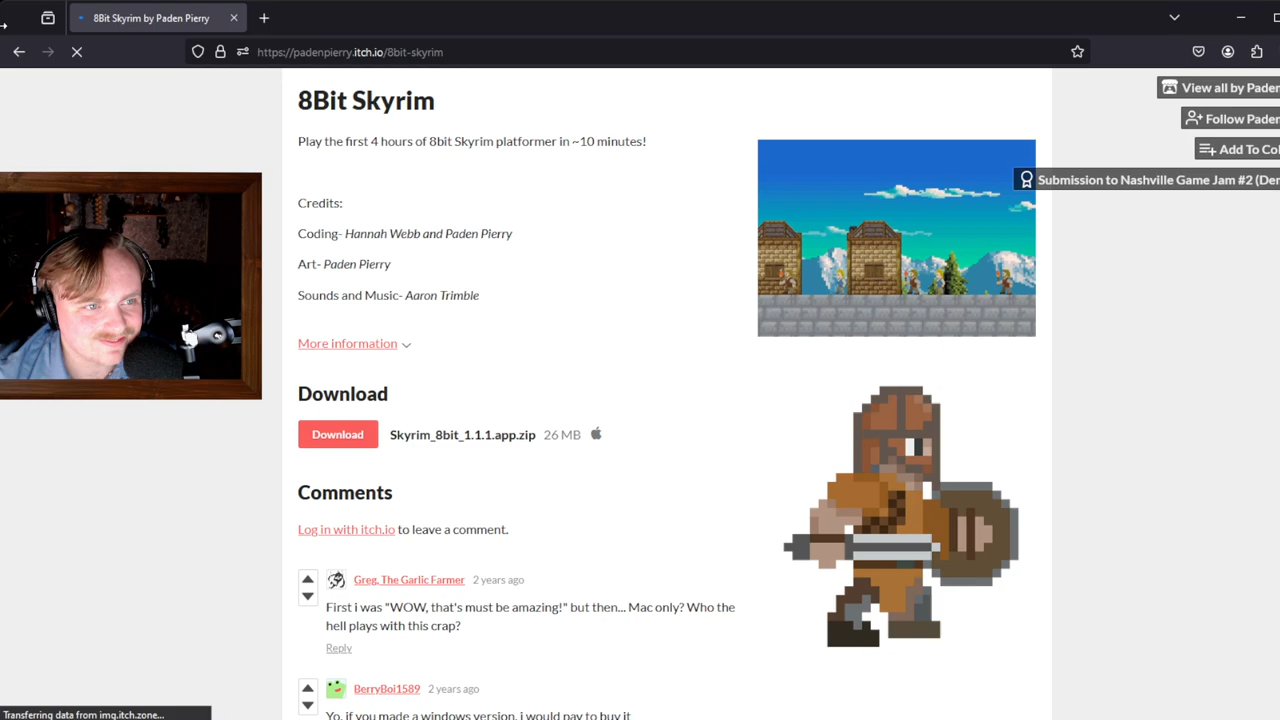 8Bit Skyrim by Paden Pierry
https://padenpierry.itch.io/8bit-skyrim
View all by Paden
Follow Paden
Add To Col
Submission to Nashville Game Jam #2 (Den
8Bit Skyrim
Play the first 4 hours of 8bit Skyrim platformer in ~10 minutes!
Credits:
Coding- Hannah Webb and Paden Pierry
Art- Paden Pierry
Sounds and Music- Aaron Trimble
More information
Download
Download Skyrim_8bit_1.1.1.app.zip 26 MB
Comments
Log in with itch.io to leave a comment.
Greg, The Garlic Farmer 2 years ago
First i was "WOW, that's must be amazing!" but then... Mac only? Who the
hell plays with this crap?
Reply
BerryBoi1589 2 years ago
Yo, if you made a windows version, i would pay to buy it
Transferring data from img.itch.zone...